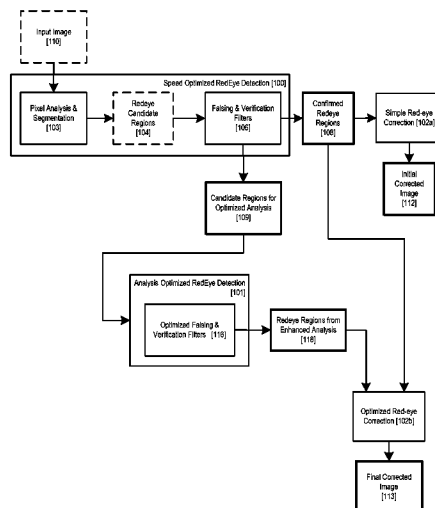 Input Image
[110]
Speed Optimized RedEye Detection [100]
Pixel Analysis &
Segmentation
[103]
Redeye
Candidate
Regions
[104]
Falsing &
Verification
Filters
[106]
Confirmed
Redeye
Regions
[108]
Simple Red-eye
Correction [102a]
Initial
Corrected
Image
[112]
Candidate Regions for
Optimized Analysis
[109]
Analysis Optimized RedEye Detection
[101]
Optimized Falsing &
Verification Filters [116]
Redeye Regions from
Enhanced Analysis
[118]
Optimized Red-eye
Correction [102b]
Final Corrected
Image
[113]